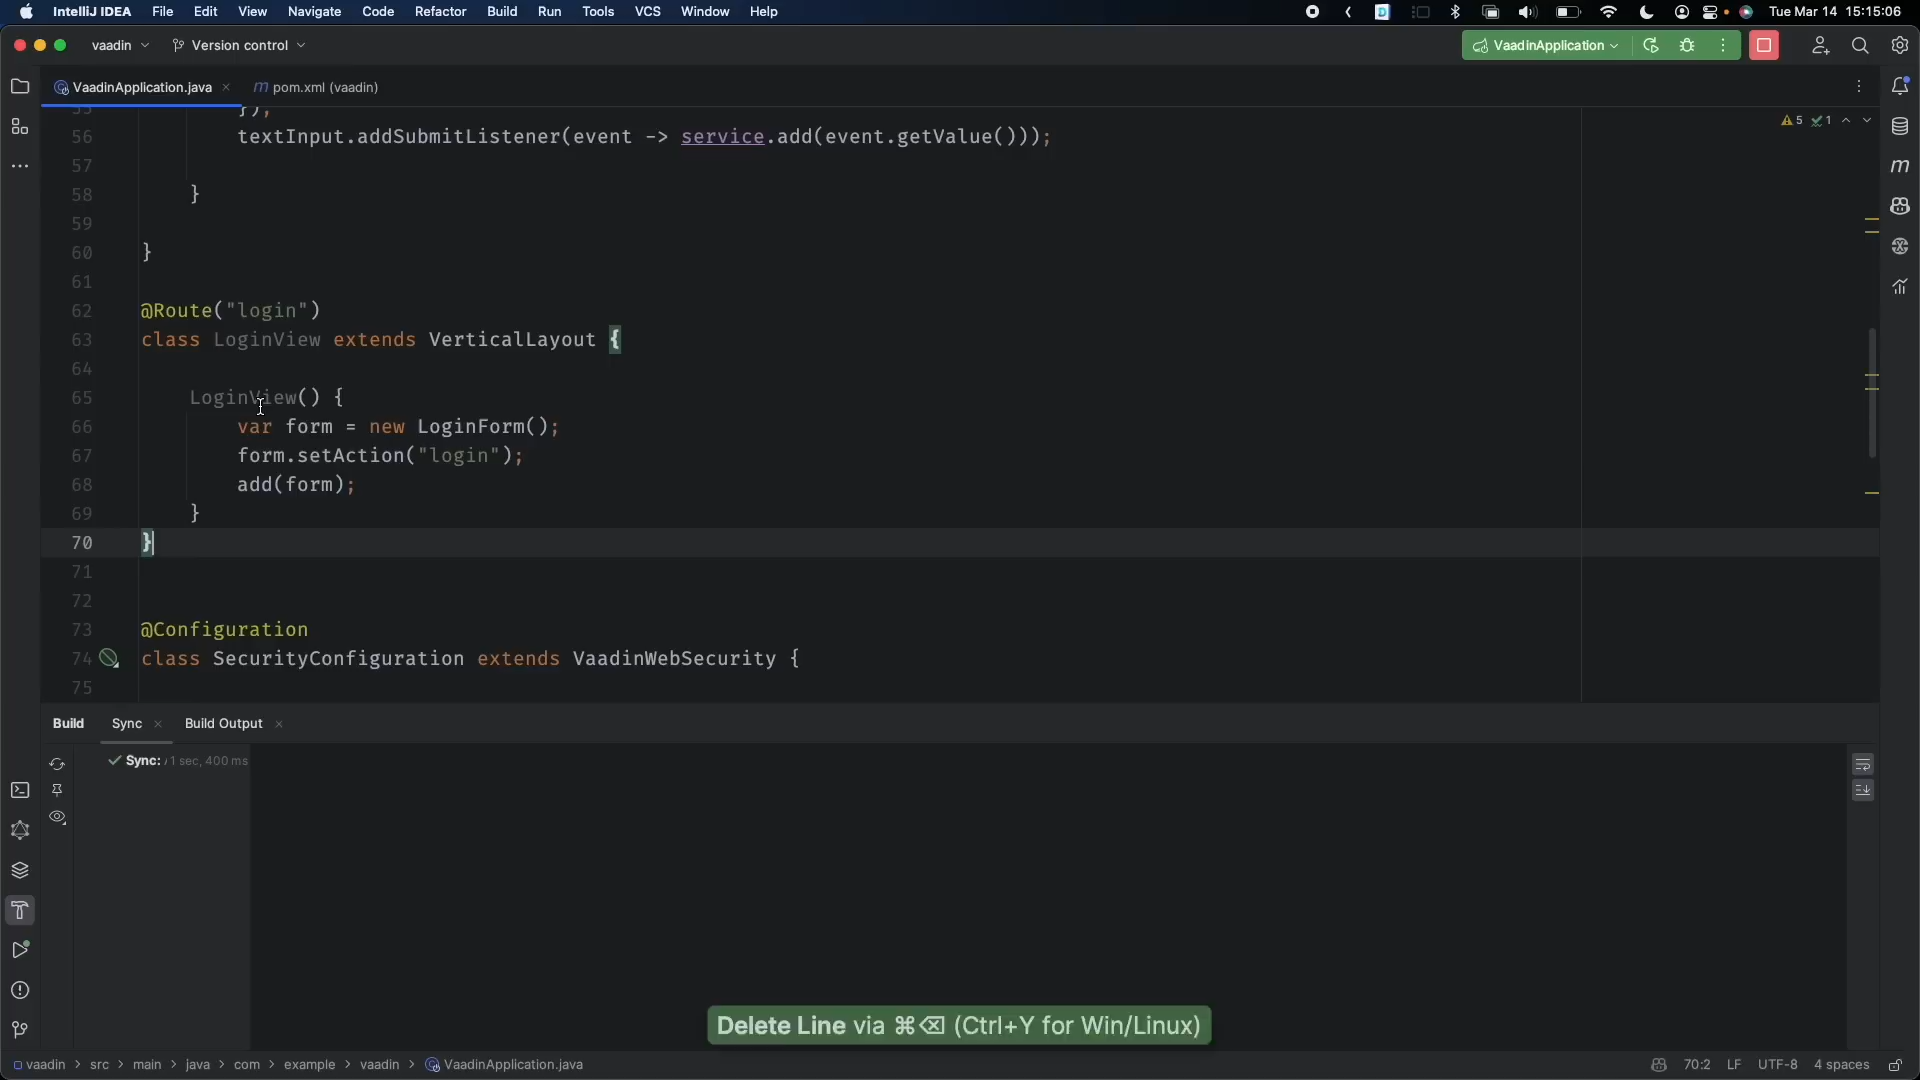 IntelliJ IDEA File Edit View Navigate Code Refactor Build Run Tools VCS Window Help Tue Mar 14 15:15:06
vaadin Version control VaadinApplication
VaadinApplication.java pom.xml (vaadin)
55 });
56 textInput.addSubmitListener(event -> service.add(event.getValue())); 5 1
57
58 }
59
60 }
61
62 @Route("login")
63 class LoginView extends VerticalLayout {
64
65 LoginView() {
66 var form = new LoginForm();
67 form.setAction("login");
68 add(form);
69 }
70 }
71
72
73 @Configuration
74 class SecurityConfiguration extends VaadinWebSecurity {
75
Build Sync Build Output
Sync: 1 sec, 400 ms
Delete Line via ⌘⌫ (Ctrl+Y for Win/Linux)
vaadin > src > main > java > com > example > vaadin > VaadinApplication.java 70:2 LF UTF-8 4 spaces